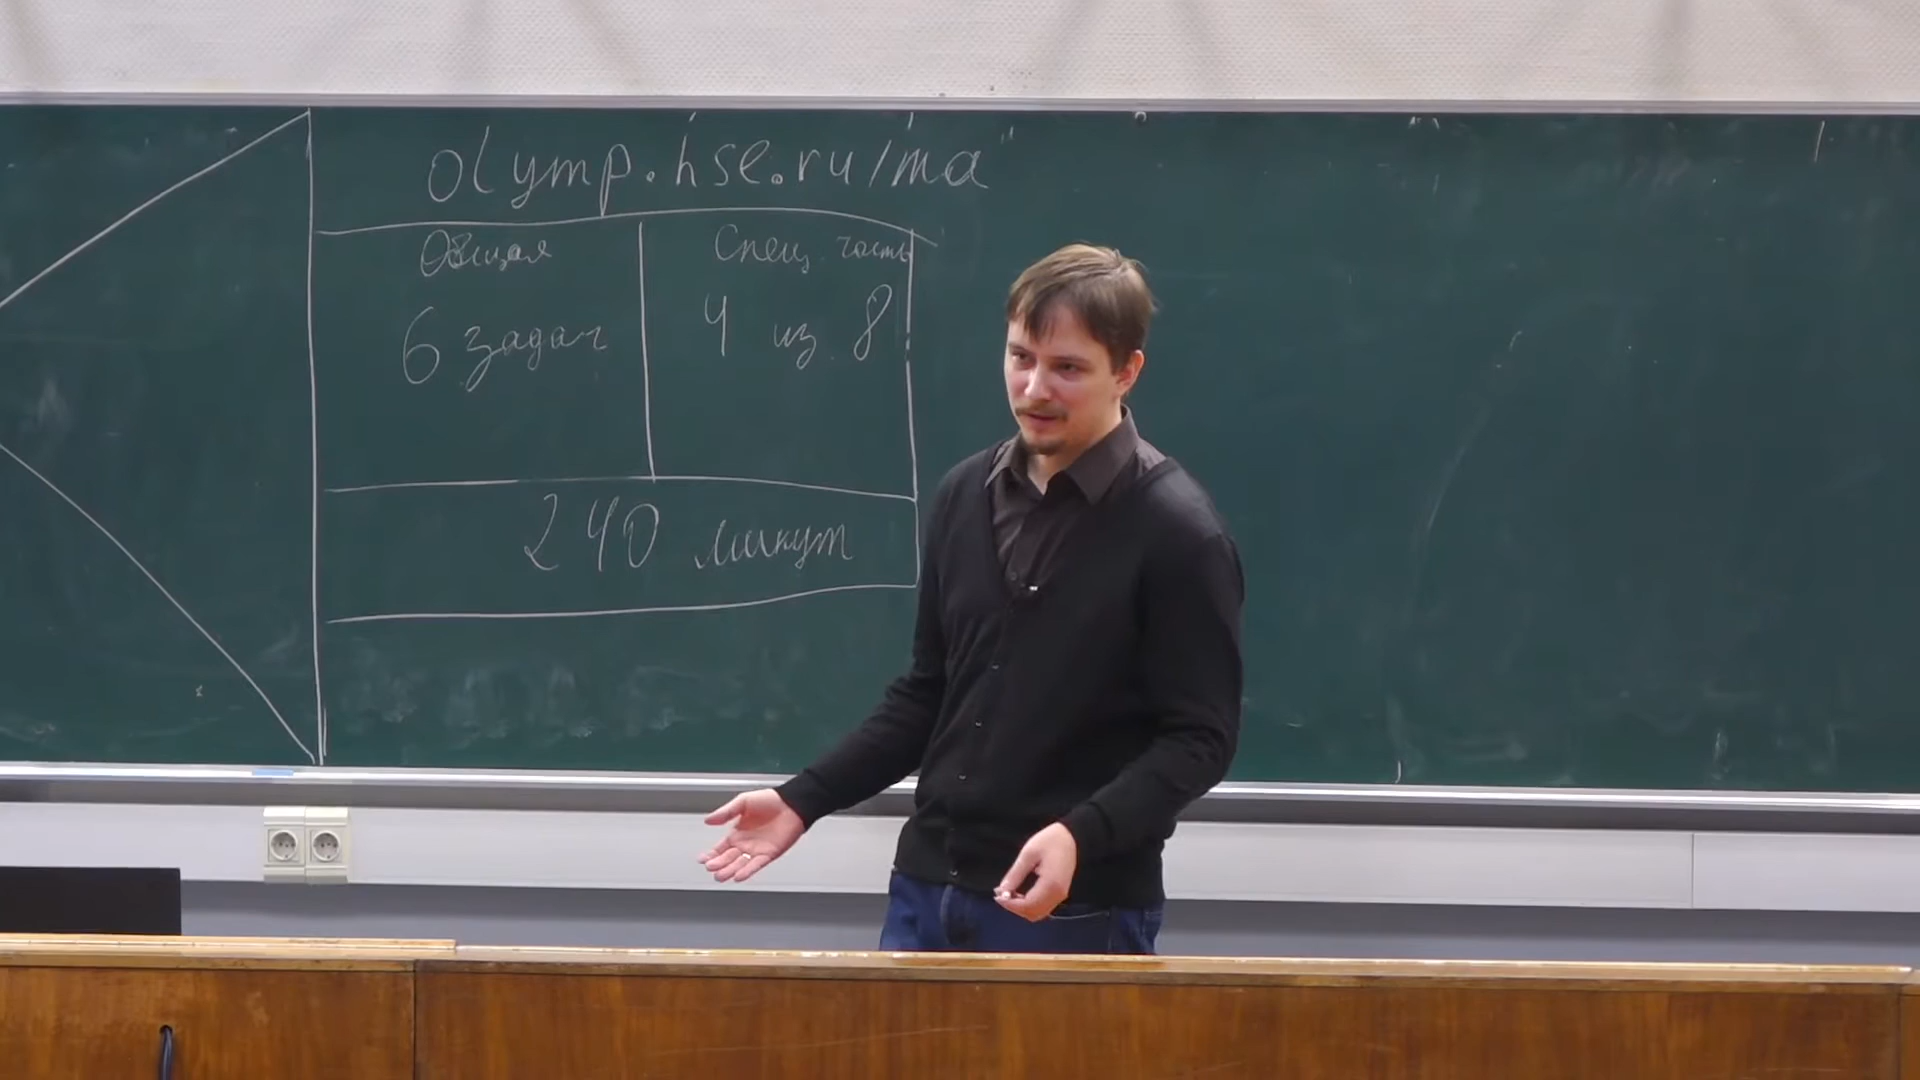 olymp.hse.ru/ma
Общая
Спец. часть
6 задач
4 из 8
240 минут